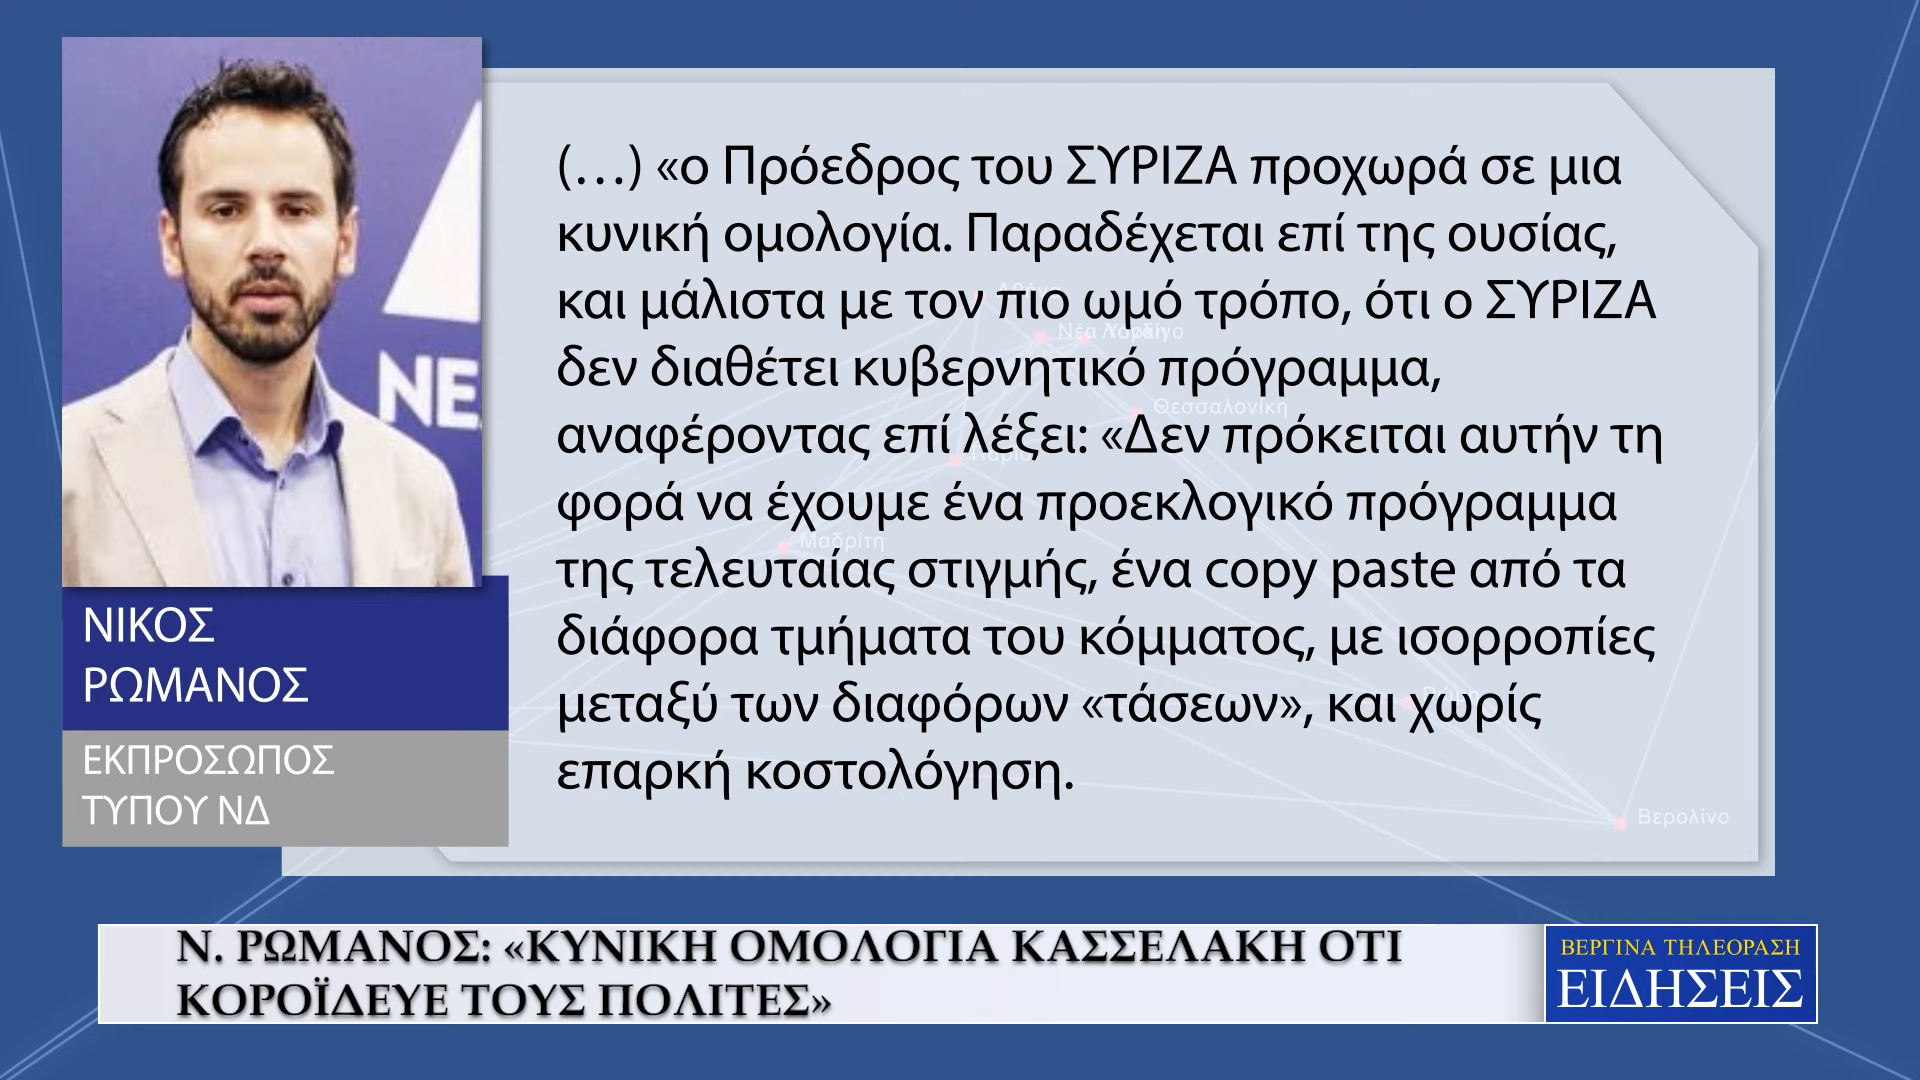 (…) «ο Πρόεδρος του ΣΥΡΙΖΑ προχωρά σε μια
κυνική ομολογία. Παραδέχεται επί της ουσίας,
και μάλιστα με τον πιο ωμό τρόπο, ότι ο ΣΥΡΙΖΑ
δεν διαθέτει κυβερνητικό πρόγραμμα,
αναφέροντας επί λέξει: «Δεν πρόκειται αυτήν τη
φορά να έχουμε ένα προεκλογικό πρόγραμμα
της τελευταίας στιγμής, ένα copy paste από τα
διάφορα τμήματα του κόμματος, με ισορροπίες
μεταξύ των διαφόρων «τάσεων», και χωρίς
επαρκή κοστολόγηση.
Θεσσαλονίκη
Μαδρίτη
Βερολίνο
ΝΕ
ΝΙΚΟΣ
ΡΩΜΑΝΟΣ
ΕΚΠΡΟΣΩΠΟΣ
ΤΥΠΟΥ ΝΔ
Ν. ΡΩΜΑΝΟΣ: «ΚΥΝΙΚΗ ΟΜΟΛΟΓΙΑ ΚΑΣΣΕΛΑΚΗ ΟΤΙ
ΚΟΡΟΪΔΕΥΕ ΤΟΥΣ ΠΟΛΙΤΕΣ»
ΒΕΡΓΙΝΑ ΤΗΛΕΟΡΑΣΗ
ΕΙΔΗΣΕΙΣ